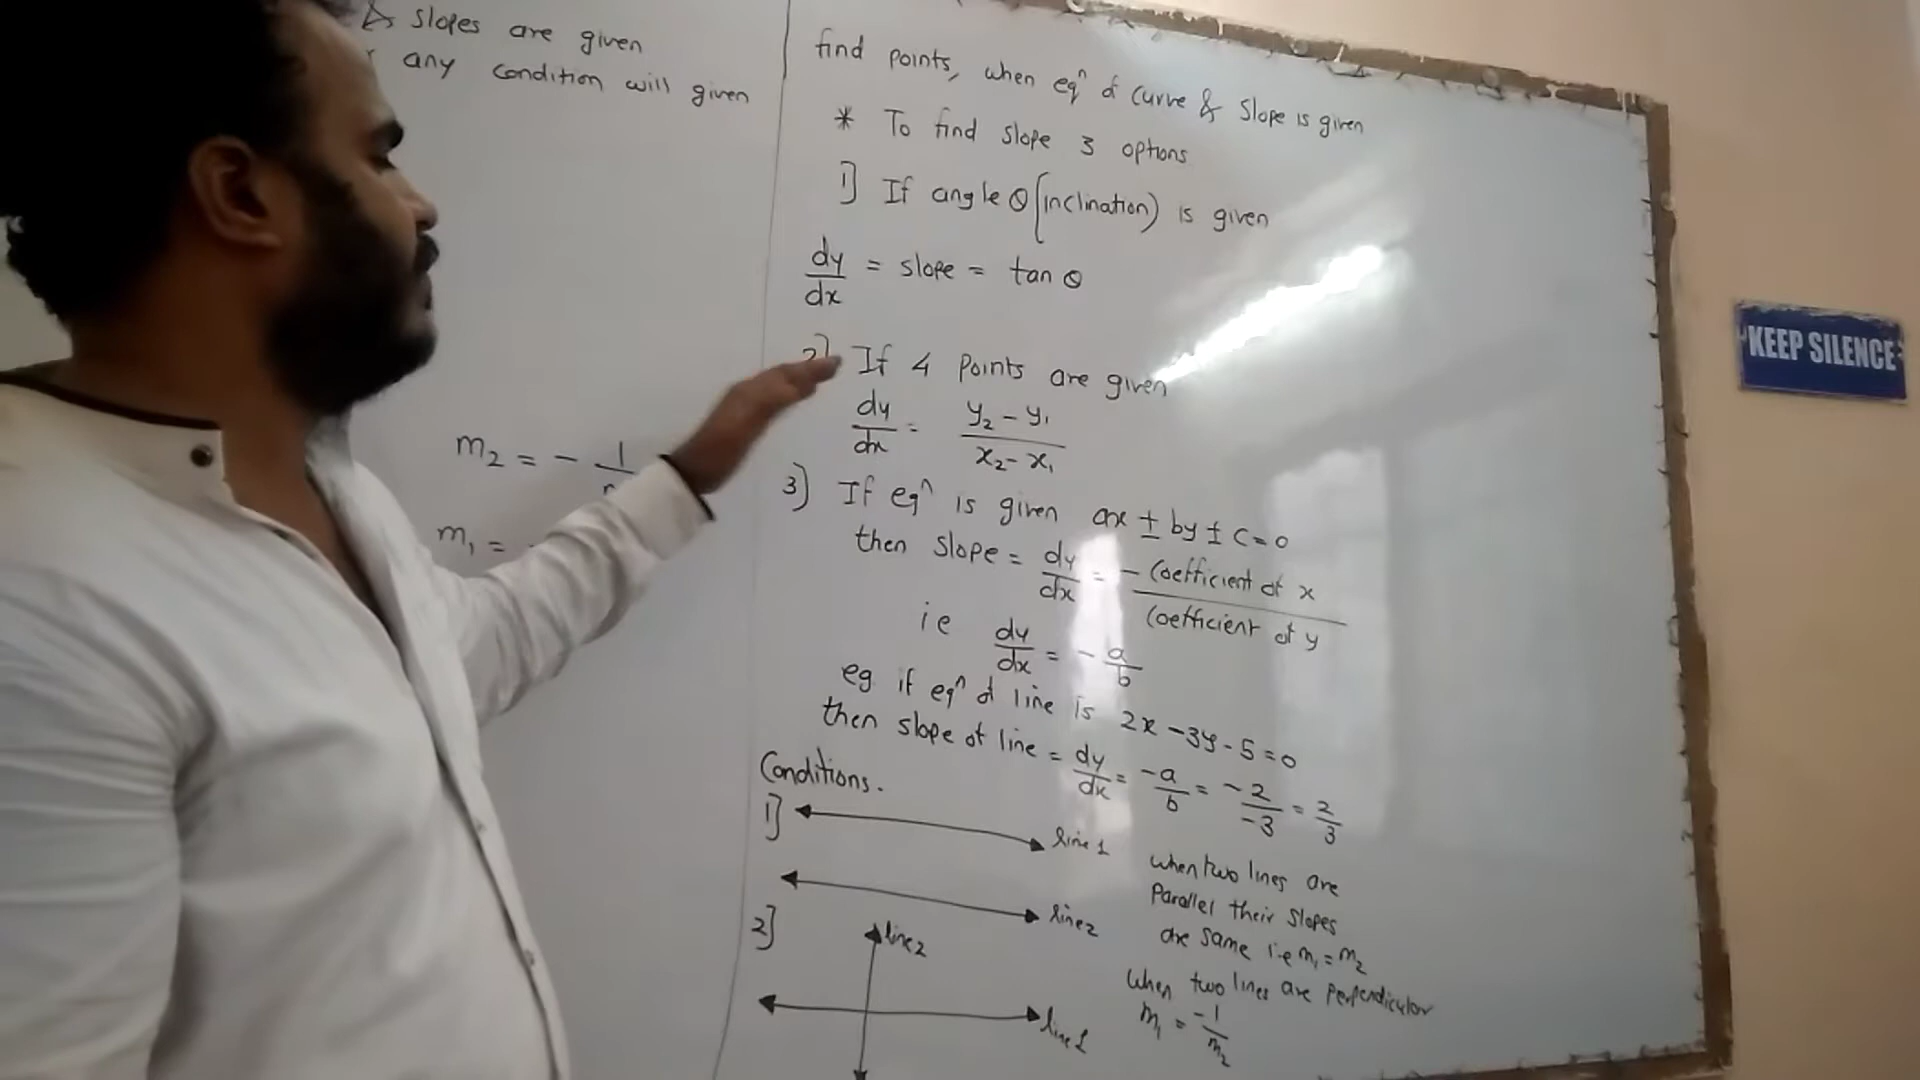 slopes are given
any condition will given
m₂ = - 1
m₁ =
find points, when eqⁿ of curve & slope is given
* To find slope 3 options
1] If angle θ (inclination) is given
dy/dx = slope = tan θ
2] If 4 points are given
dy/dx = y₂ - y₁ / x₂ - x₁
3) If eqⁿ is given ax ± by ± c = 0
then slope = dy/dx = - coefficient of x / coefficient of y
ie dy/dx = - a/b
eg if eqⁿ of line is 2x - 3y - 5 = 0
then slope of line = dy/dx = -a/b = -2/-3 = 2/3
Conditions.
1] line 1
line 2
when two lines are
parallel their slopes
are same i.e m₁ = m₂
2] line 2
line 1
When two lines are perpendicular
m₁ = -1/m₂
KEEP SILENCE